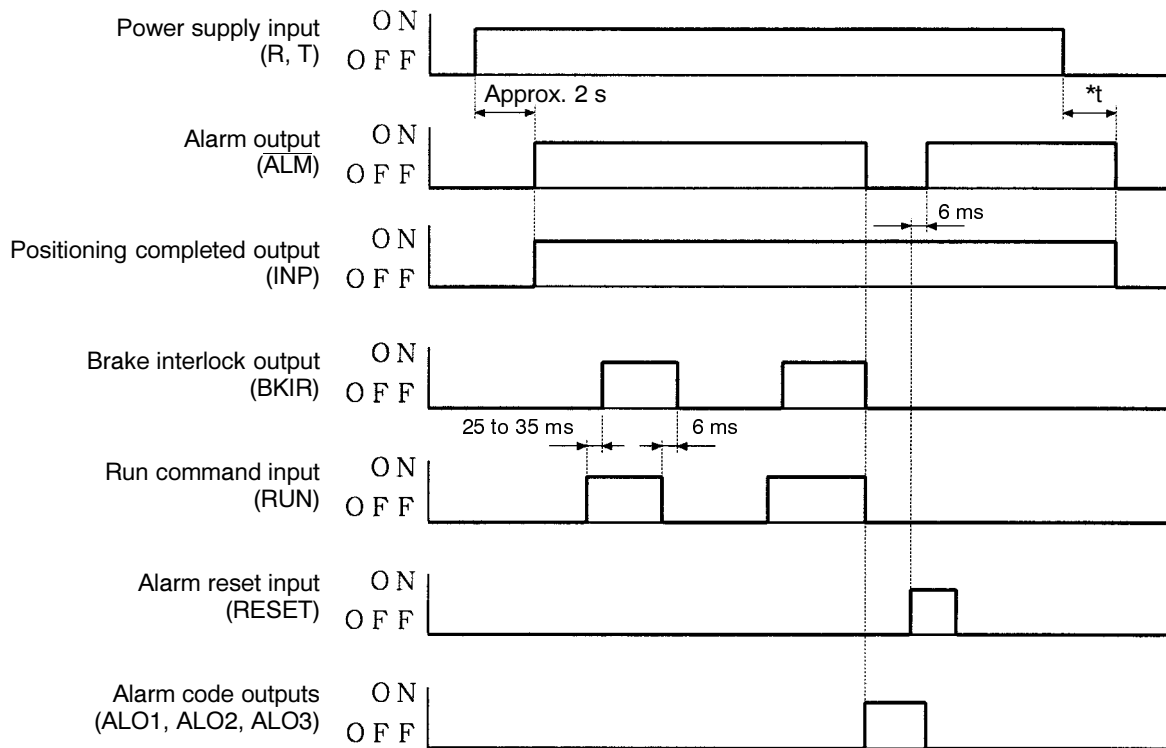 Power supply input
(R, T)
ON
OFF
Approx. 2 s
*t
Alarm output
(ALM)
ON
OFF
6 ms
Positioning completed output
(INP)
ON
OFF
Brake interlock output
(BKIR)
ON
OFF
25 to 35 ms
6 ms
Run command input
(RUN)
ON
OFF
Alarm reset input
(RESET)
ON
OFF
Alarm code outputs
(ALO1, ALO2, ALO3)
ON
OFF